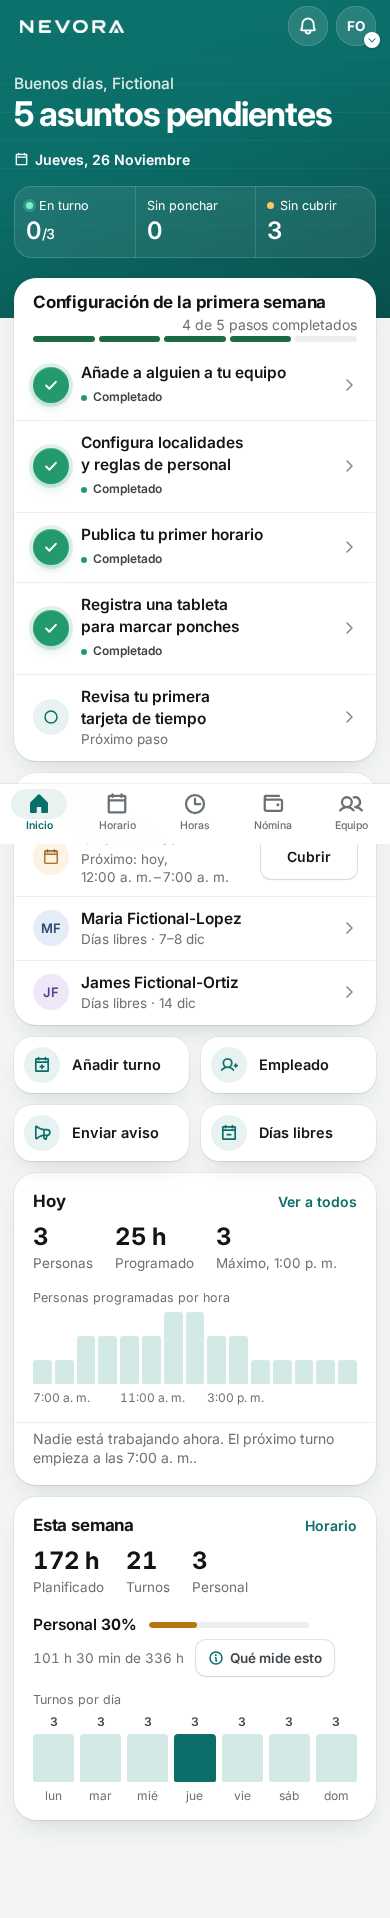 NEVORA
FO
Buenos días, Fictional
5 asuntos pendientes
Jueves, 26 Noviembre
En turno
Sin ponchar
Sin cubrir
0/3
0
3
Configuración de la primera semana
4 de 5 pasos completados
Añade a alguien a tu equipo
Completado
Configura localidades
y reglas de personal
Completado
Publica tu primer horario
Completado
Registra una tableta
para marcar ponches
Completado
Revisa tu primera
tarjeta de tiempo
Próximo paso
Inicio
Horario
Horas
Nómina
Equipo
Próximo: hoy,
12:00 a. m.–7:00 a. m.
Cubrir
MF
Maria Fictional-Lopez
Días libres · 7–8 dic
JF
James Fictional-Ortiz
Días libres · 14 dic
Añadir turno
Empleado
Enviar aviso
Días libres
Hoy
Ver a todos
3
25 h
3
Personas
Programado
Máximo, 1:00 p. m.
Personas programadas por hora
7:00 a. m.
11:00 a. m.
3:00 p. m.
Nadie está trabajando ahora. El próximo turno
empieza a las 7:00 a. m..
Esta semana
Horario
172 h
21
3
Planificado
Turnos
Personal
Personal 30%
101 h 30 min de 336 h
Qué mide esto
Turnos por día
3 3 3 3 3 3 3
lun mar mié jue vie sáb dom